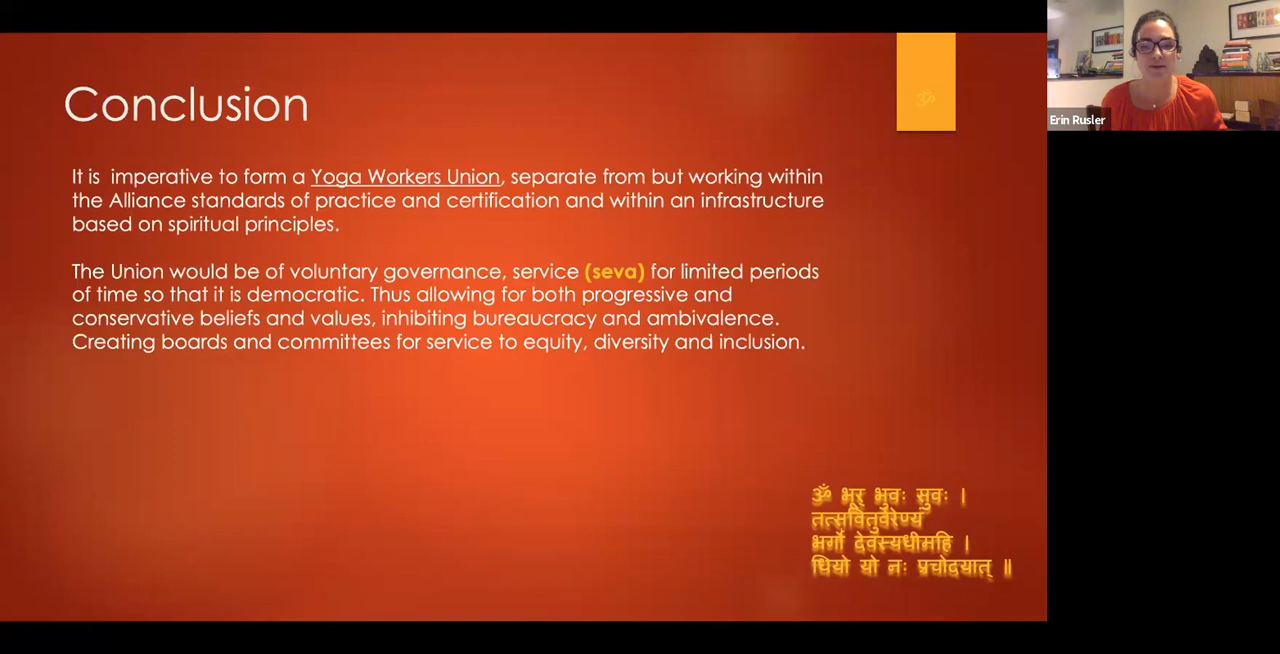 Conclusion
ॐ
Erin Rusler
It is imperative to form a Yoga Workers Union, separate from but working within
the Alliance standards of practice and certification and within an infrastructure
based on spiritual principles.
The Union would be of voluntary governance, service (seva) for limited periods
of time so that it is democratic. Thus allowing for both progressive and
conservative beliefs and values, inhibiting bureaucracy and ambivalence.
Creating boards and committees for service to equity, diversity and inclusion.
ॐ भूर् भुवः सुवः ।
तत्सवितुर्वरेण्यं
भर्गो देवस्यधीमहि ।
धियो यो नः प्रचोदयात् ॥